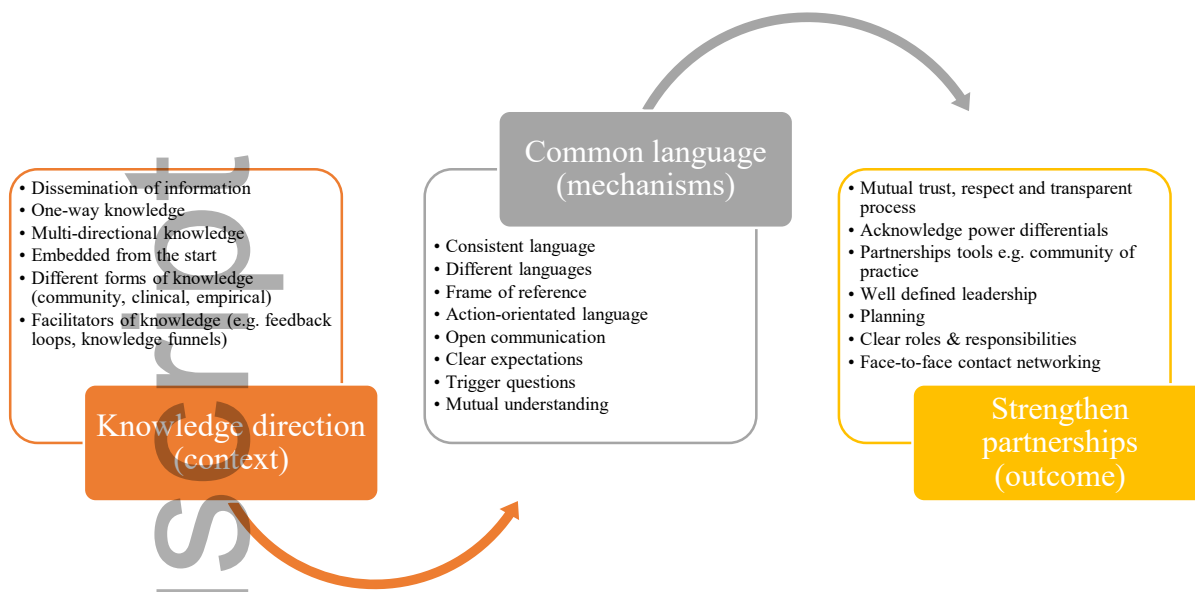 • Dissemination of information
• One-way knowledge
• Multi-directional knowledge
• Embedded from the start
• Different forms of knowledge
(community, clinical, empirical)
• Facilitators of knowledge (e.g. feedback
loops, knowledge funnels)
Knowledge direction
(context)
Common language
(mechanisms)
• Consistent language
• Different languages
• Frame of reference
• Action-orientated language
• Open communication
• Clear expectations
• Trigger questions
• Mutual understanding
• Mutual trust, respect and transparent
process
• Acknowledge power differentials
• Partnerships tools e.g. community of
practice
• Well defined leadership
• Planning
• Clear roles & responsibilities
• Face-to-face contact networking
Strengthen
partnerships
(outcome)
script